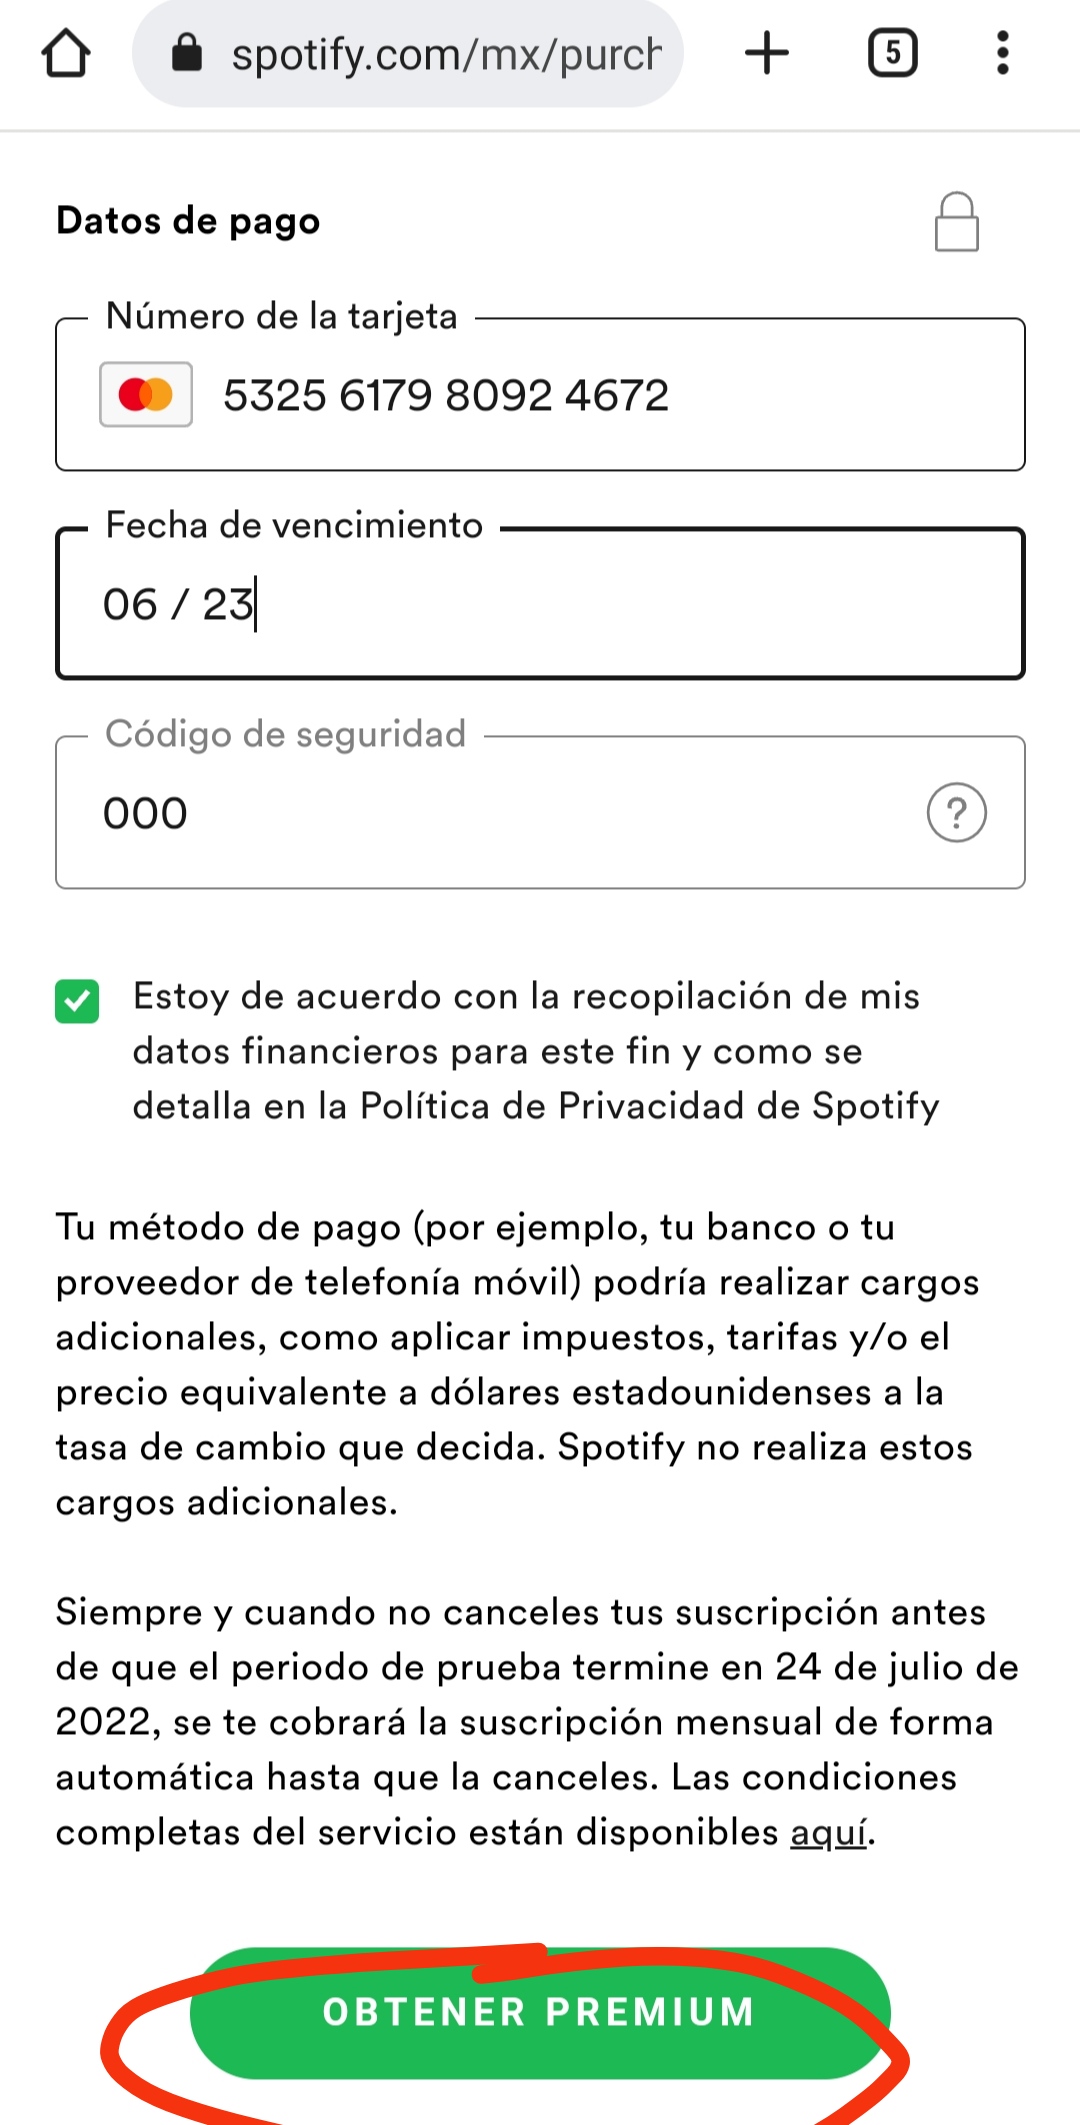 spotify.com/mx/purch
5
Datos de pago
Número de la tarjeta
5325 6179 8092 4672
Fecha de vencimiento
06 / 23
Código de seguridad
000
?
Estoy de acuerdo con la recopilación de mis
datos financieros para este fin y como se
detalla en la Política de Privacidad de Spotify
Tu método de pago (por ejemplo, tu banco o tu
proveedor de telefonía móvil) podría realizar cargos
adicionales, como aplicar impuestos, tarifas y/o el
precio equivalente a dólares estadounidenses a la
tasa de cambio que decida. Spotify no realiza estos
cargos adicionales.
Siempre y cuando no canceles tus suscripción antes
de que el periodo de prueba termine en 24 de julio de
2022, se te cobrará la suscripción mensual de forma
automática hasta que la canceles. Las condiciones
completas del servicio están disponibles aquí.
OBTENER PREMIUM